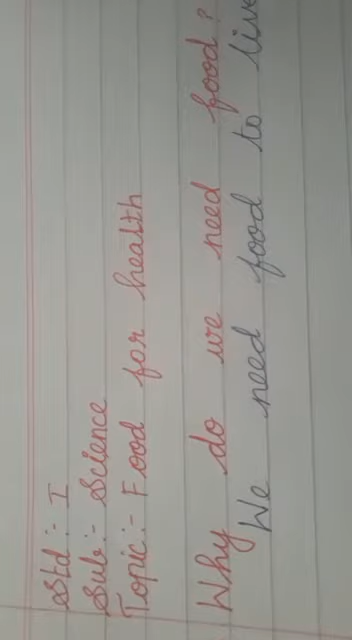 Std :- I
Sub :- Science
Topic :- Food for health
Why do we need food?
We need food to live